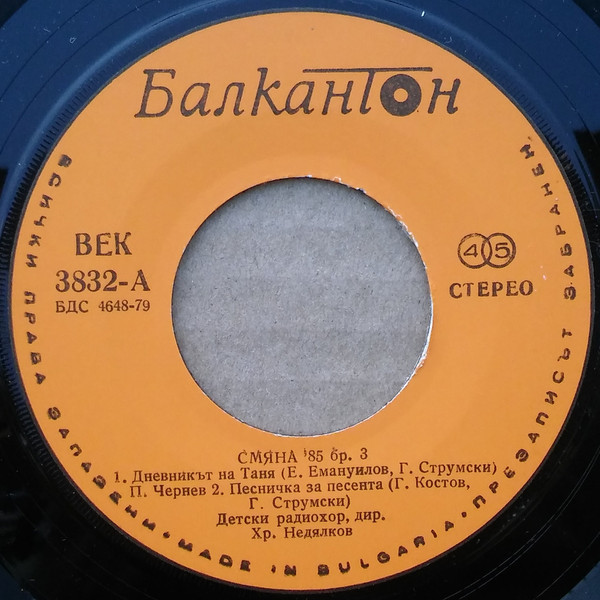 Балкантон
ВЕК
3832-А
БДС 4648-79
45
СТЕРЕО
СМЯНА '85 бр. 3
1. Дневникът на Таня (Е. Емануилов, Г. Струмски)
П. Чернев 2. Песничка за песента (Г. Костов,
Г. Струмски)
Детски радиохор, дир.
Хр. Недялков
ВСИЧКИ ПРАВА ЗАПАЗЕНИ • MADE IN BULGARIA • ПРЕЗАПИСЪТ ЗАБРАНЕН